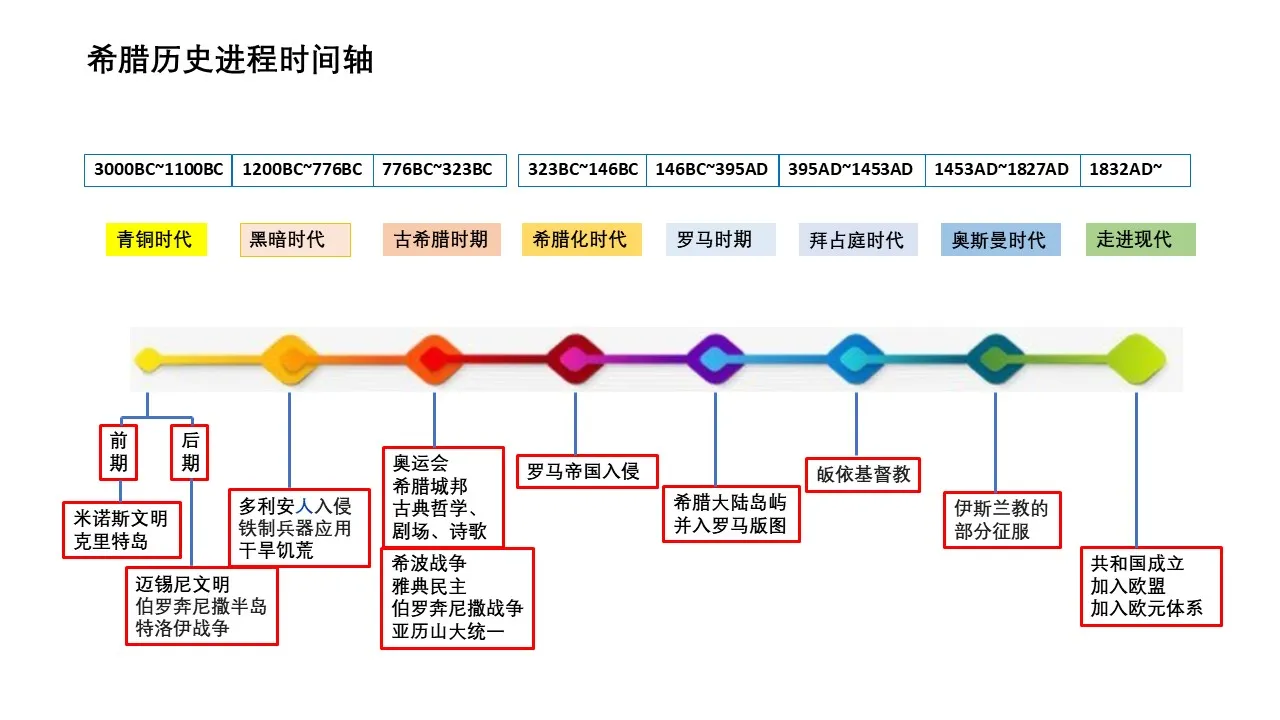 希腊历史进程时间轴
3000BC~1100BC
1200BC~776BC
776BC~323BC
323BC~146BC
146BC~395AD
395AD~1453AD
1453AD~1827AD
1832AD~
青铜时代
黑暗时代
古希腊时期
希腊化时代
罗马时期
拜占庭时代
奥斯曼时代
走进现代
前
期
后
期
米诺斯文明
克里特岛
迈锡尼文明
伯罗奔尼撒半岛
特洛伊战争
多利安人入侵
铁制兵器应用
干旱饥荒
奥运会
希腊城邦
古典哲学、
剧场、诗歌
希波战争
雅典民主
伯罗奔尼撒战争
亚历山大统一
罗马帝国入侵
希腊大陆岛屿
并入罗马版图
皈依基督教
伊斯兰教的
部分征服
共和国成立
加入欧盟
加入欧元体系